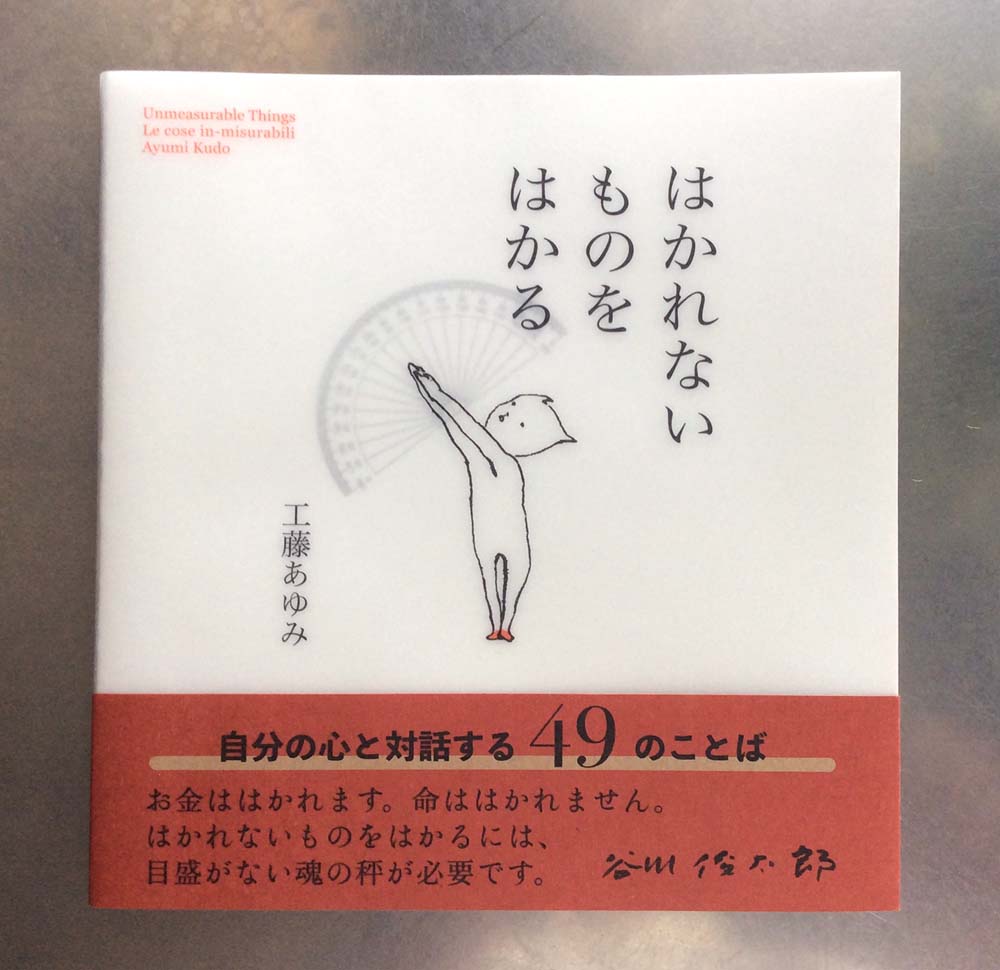 Unmeasurable Things
Le cose in-misurabili
Ayumi Kudo
はかれない
ものを
はかる
工藤あゆみ
自分の心と対話する49のことば
お金ははかれます。命ははかれません。
はかれないものをはかるには、
目盛がない魂の秤が必要です。
谷川俊太郎